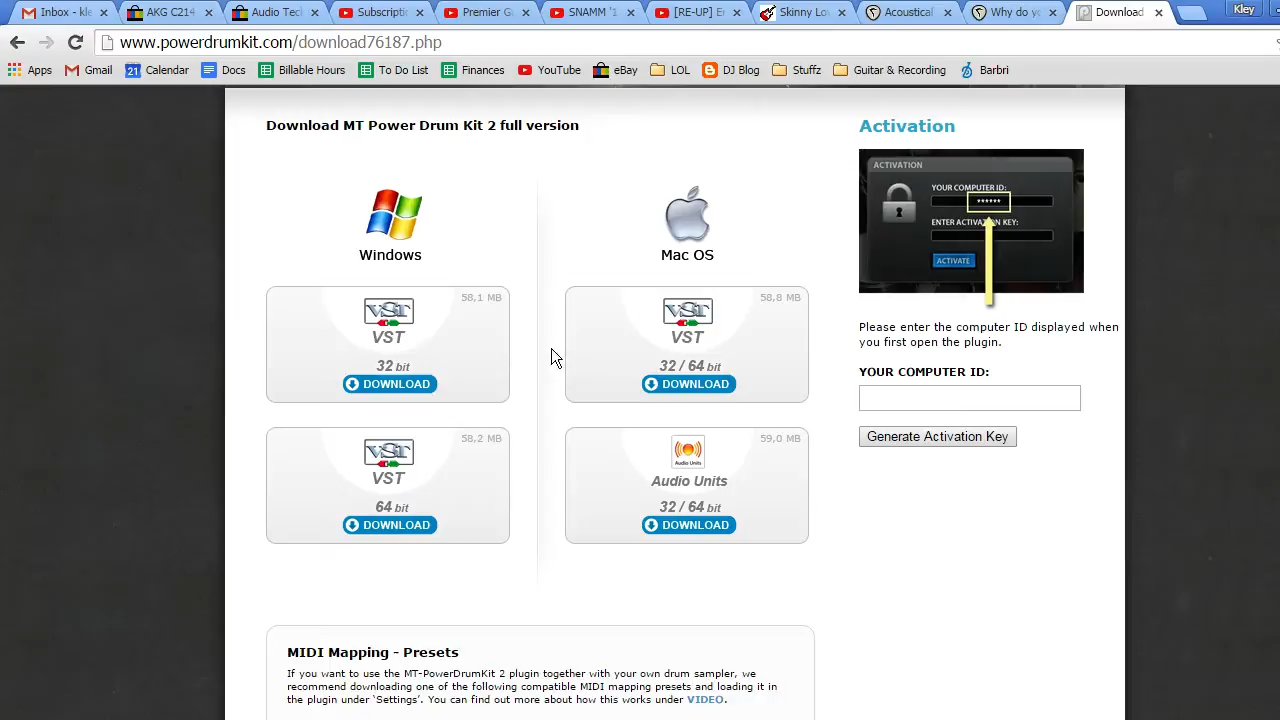 Inbox - kle
AKG C214
Audio Tec
Subscripti
Premier G
SNAMM '1
[RE-UP] E
Skinny Lo
Acoustical
Why do y
Download
Kley
www.powerdrumkit.com/download76187.php
Apps
Gmail
21 Calendar
Docs
Billable Hours
To Do List
Finances
YouTube
eBay
LOL
DJ Blog
Stuffz
Guitar & Recording
Barbri
Download MT Power Drum Kit 2 full version
Windows
Mac OS
58,1 MB
VST
VST
32 bit
DOWNLOAD
58,8 MB
VST
VST
32 / 64 bit
DOWNLOAD
58,2 MB
VST
VST
64 bit
DOWNLOAD
59,0 MB
Audio Units
Audio Units
32 / 64 bit
DOWNLOAD
Activation
ACTIVATION
YOUR COMPUTER ID:
******
ENTER ACTIVATION KEY:
ACTIVATE
Please enter the computer ID displayed when
you first open the plugin.
YOUR COMPUTER ID:
Generate Activation Key
MIDI Mapping - Presets
If you want to use the MT-PowerDrumKit 2 plugin together with your own drum sampler, we
recommend downloading one of the following compatible MIDI mapping presets and loading it in
the plugin under 'Settings'. You can find out more about how this works under VIDEO.